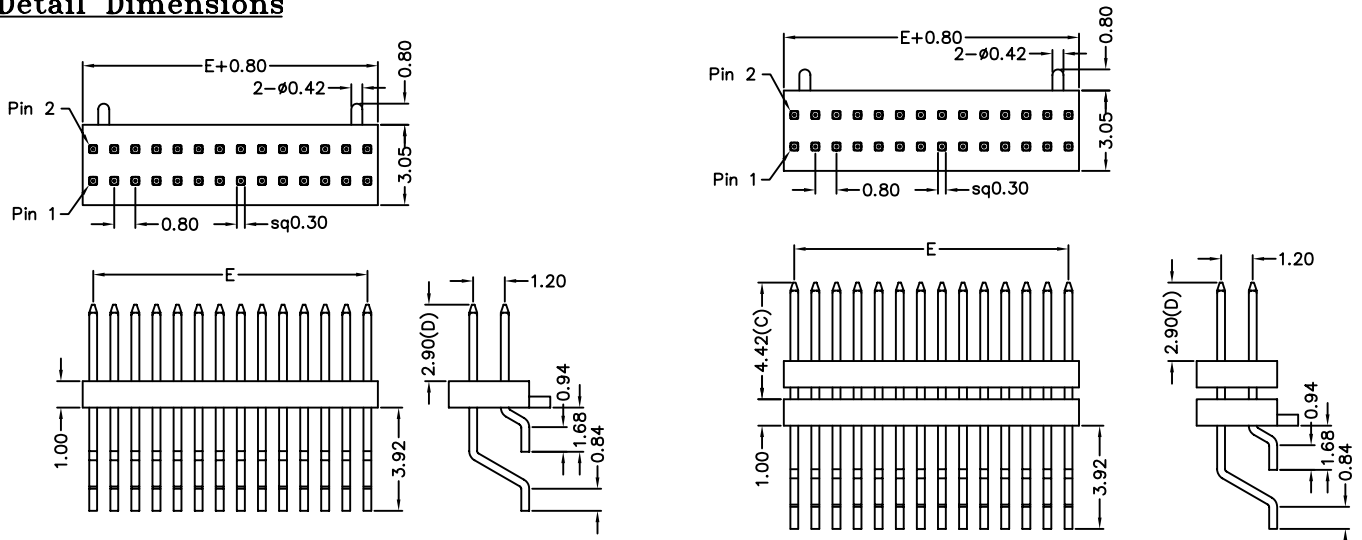 Detail Dimensions
E+0.80
2-ø0.42
0.80
Pin 2
3.05
Pin 1
0.80
sq0.30
E
1.20
2.90(D)
1.00
3.92
0.94
1.68
0.84
E+0.80
2-ø0.42
0.80
Pin 2
3.05
Pin 1
0.80
sq0.30
E
1.20
4.42(C)
2.90(D)
1.00
3.92
0.94
1.68
0.84